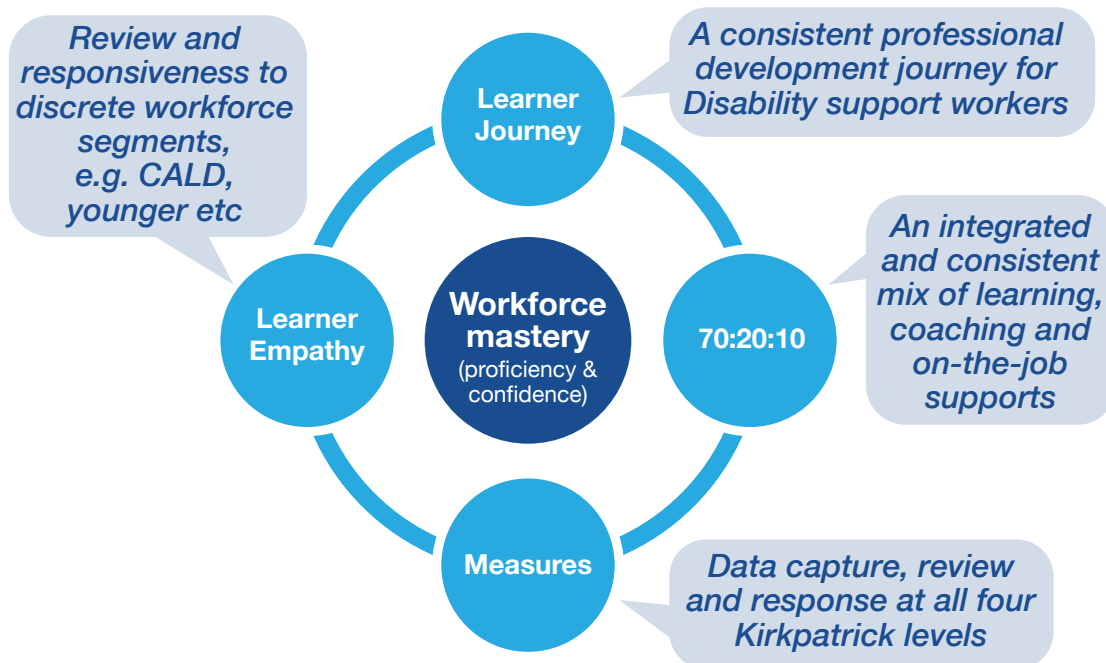 Review and
responsiveness to
discrete workforce
segments,
e.g. CALD,
younger etc
Learner
Journey
A consistent professional
development journey for
Disability support workers
Learner
Empathy
Workforce
mastery
(proficiency &
confidence)
70:20:10
An integrated
and consistent
mix of learning,
coaching and
on-the-job
supports
Measures
Data capture, review
and response at all four
Kirkpatrick levels